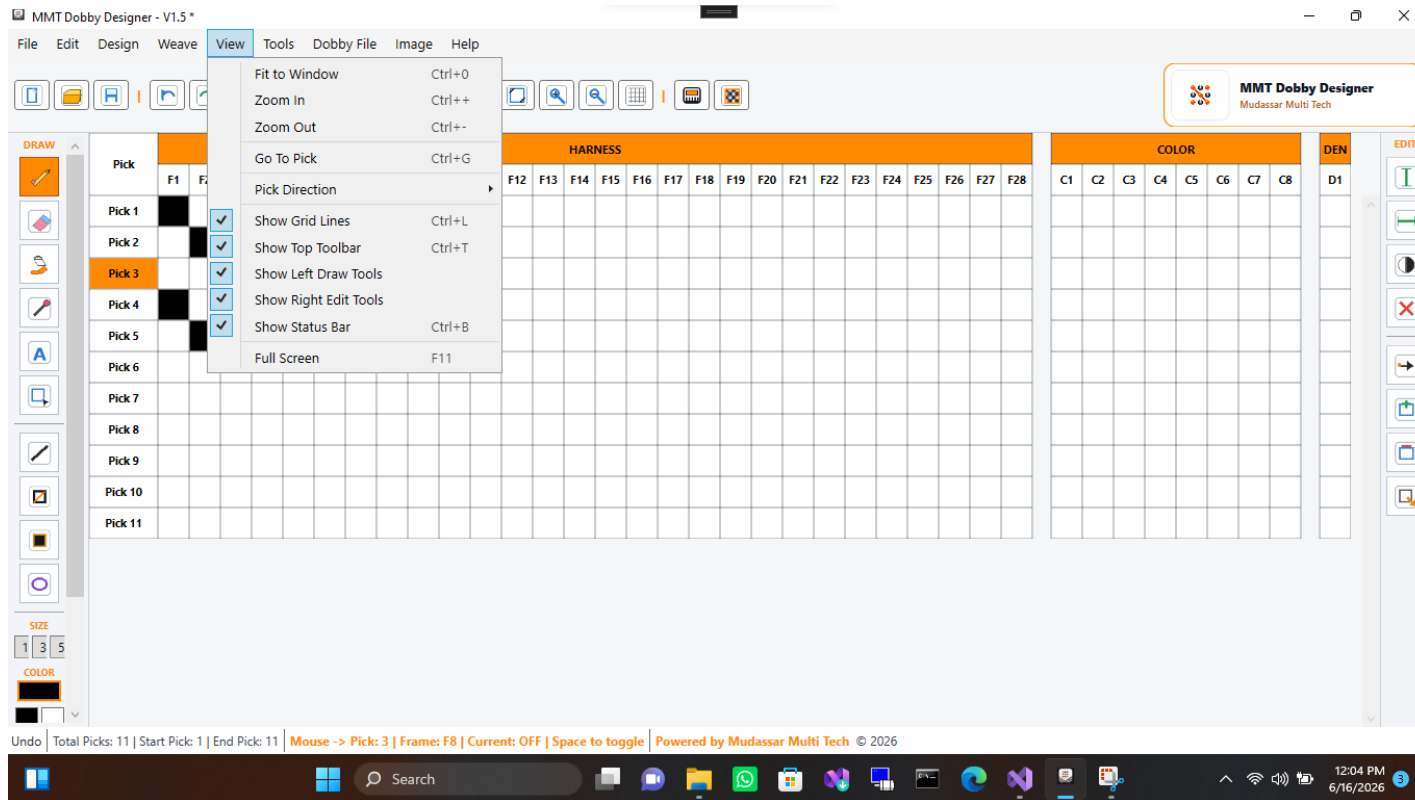 MMT Dobby Designer - V1.5 *
File Edit Design Weave View Tools Dobby File Image Help
Fit to Window Ctrl+0
Zoom In Ctrl++
Zoom Out Ctrl+-
Go To Pick Ctrl+G
Pick Direction
Show Grid Lines Ctrl+L
Show Top Toolbar Ctrl+T
Show Left Draw Tools
Show Right Edit Tools
Show Status Bar Ctrl+B
Full Screen F11
MMT Dobby Designer
Mudassar Multi Tech
DRAW
A
SIZE
1 3 5
COLOR
Pick HARNESS COLOR DEN
F1 F12 F13 F14 F15 F16 F17 F18 F19 F20 F21 F22 F23 F24 F25 F26 F27 F28 C1 C2 C3 C4 C5 C6 C7 C8 D1
Pick 1
Pick 2
Pick 3
Pick 4
Pick 5
Pick 6
Pick 7
Pick 8
Pick 9
Pick 10
Pick 11
EDIT
Undo Total Picks: 11 | Start Pick: 1 | End Pick: 11 Mouse -> Pick: 3 | Frame: F8 | Current: OFF | Space to toggle Powered by Mudassar Multi Tech © 2026
Search
12:04 PM
6/16/2026
3